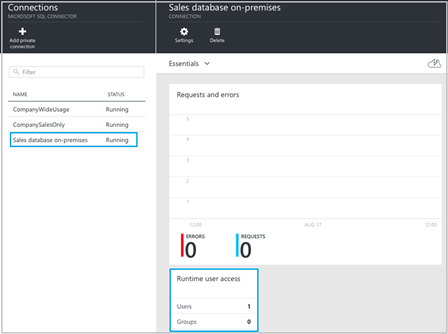 Connections
MICROSOFT SQL CONNECTOR
Add private
connection
Filter
NAME STATUS
CompanyWideUsage Running
CompanySalesOnly Running
Sales database on-premises Running
Sales database on-premises
CONNECTION
Settings Delete
Essentials
Requests and errors
5
4
3
2
1
12:00 AUG 17 12:00
ERRORS REQUESTS
0 0
Runtime user access
Users 1
Groups 0